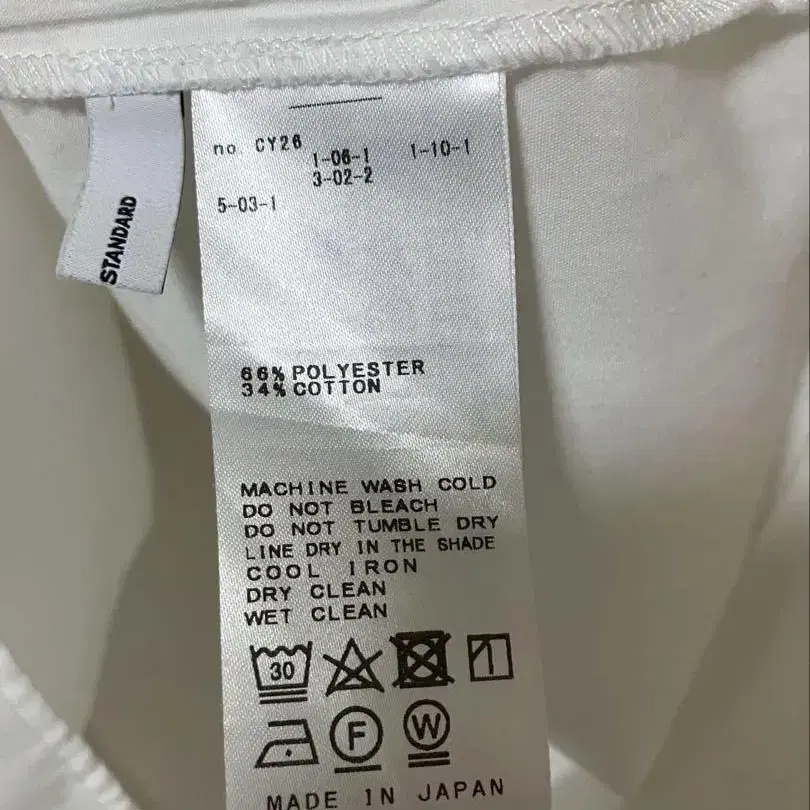 STANDARD
no. CY26
1-06-1 1-10-1
3-02-2
5-03-1
66% POLYESTER
34% COTTON
MACHINE WASH COLD
DO NOT BLEACH
DO NOT TUMBLE DRY
LINE DRY IN THE SHADE
COOL IRON
DRY CLEAN
WET CLEAN
30
F W
MADE IN JAPAN